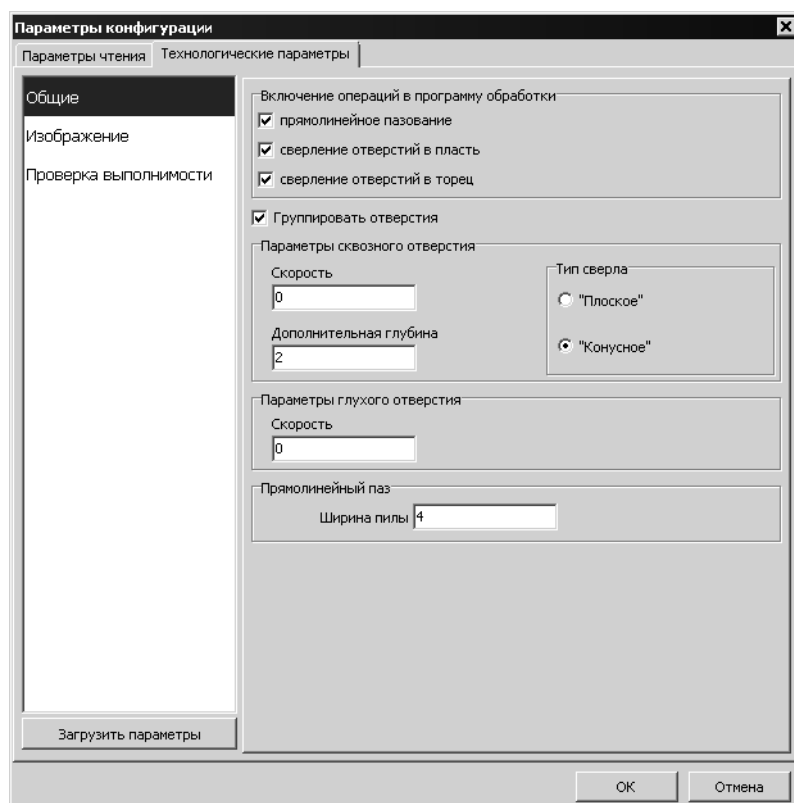 Параметры конфигурации
Параметры чтения Технологические параметры
Общие
Изображение
Проверка выполнимости
Загрузить параметры
Включение операций в программу обработки
прямолинейное пазование
сверление отверстий в пласть
сверление отверстий в торец
Группировать отверстия
Параметры сквозного отверстия
Скорость
0
Дополнительная глубина
2
Тип сверла
"Плоское"
"Конусное"
Параметры глухого отверстия
Скорость
0
Прямолинейный паз
Ширина пилы 4
OK Отмена